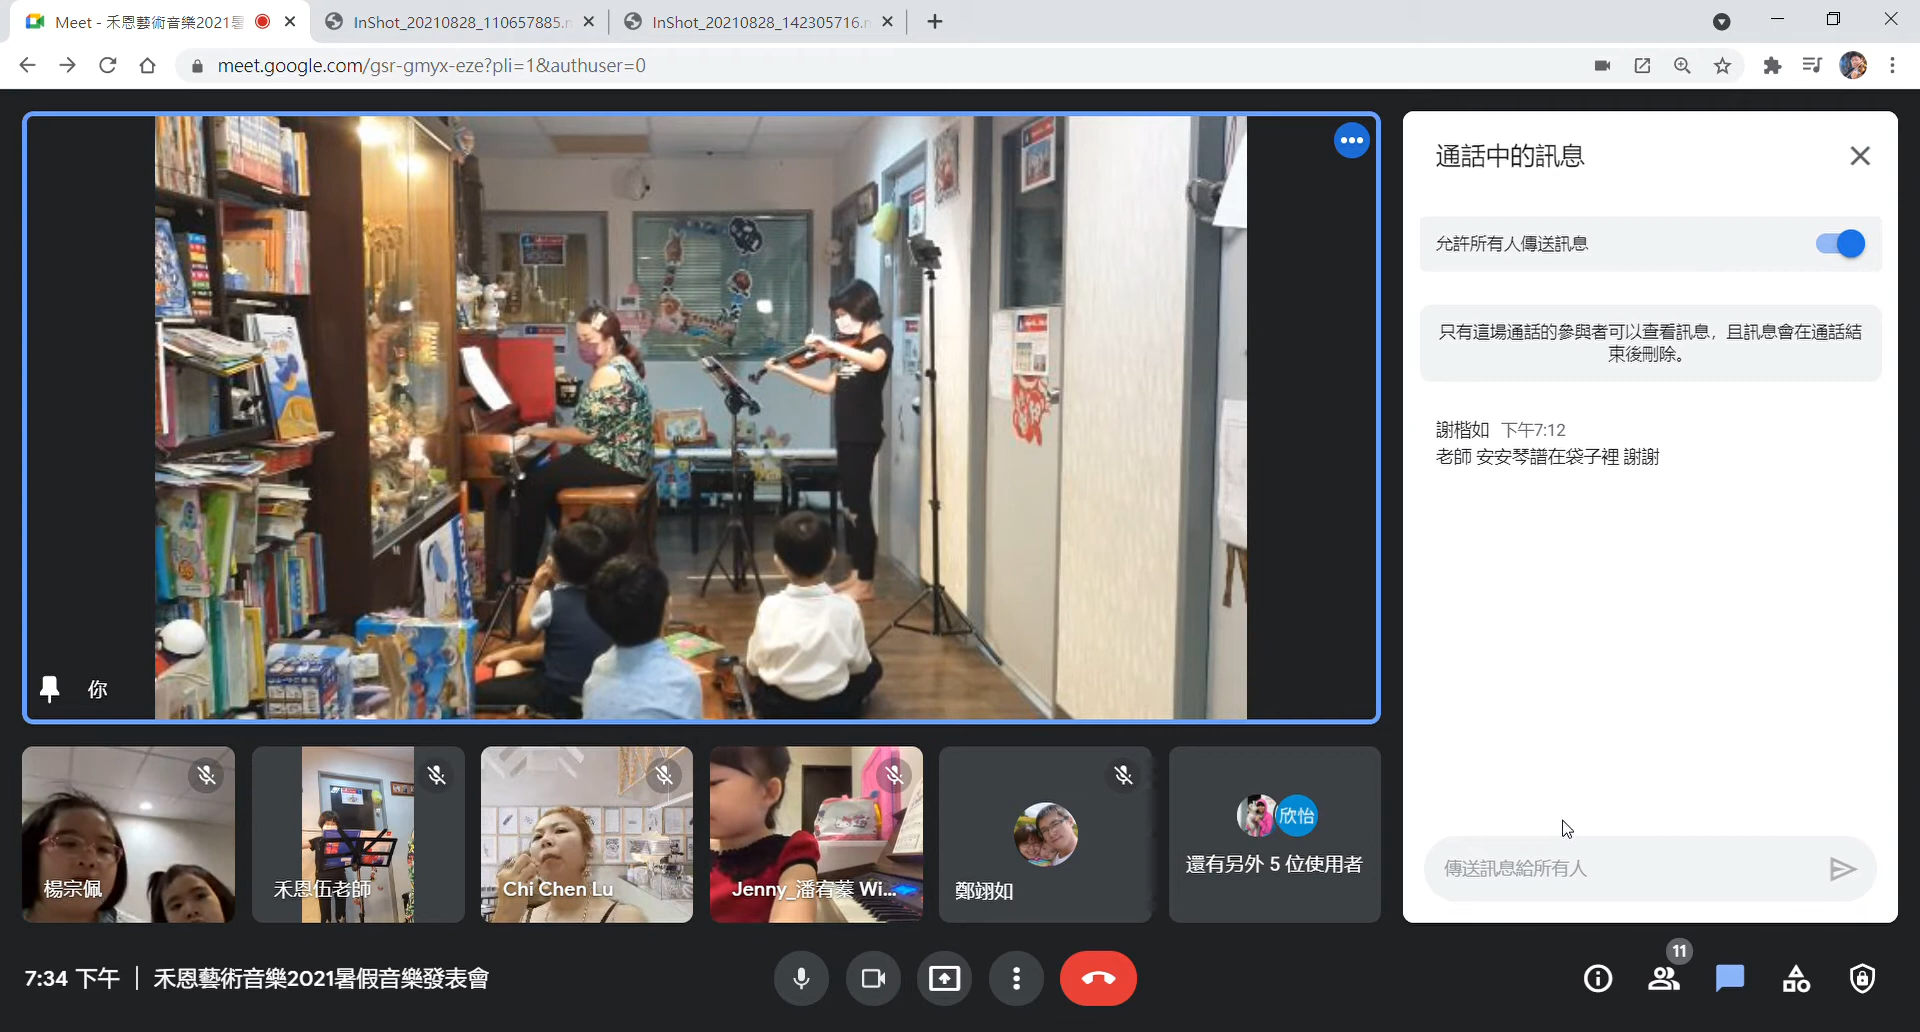 Meet - 禾恩藝術音樂2021暑
InShot_20210828_110657885.m
InShot_20210828_142305716.m
meet.google.com/gsr-gmyx-eze?pli=1&authuser=0
你
楊宗佩
禾恩伍老師
Chi Chen Lu
Jenny_潘宥蓁 Wi...
鄭翊如
欣怡
還有另外 5 位使用者
通話中的訊息
允許所有人傳送訊息
只有這場通話的參與者可以查看訊息，且訊息會在通話結
束後刪除。
謝楷如 下午7:12
老師 安安琴譜在袋子裡 謝謝
傳送訊息給所有人
7:34 下午 | 禾恩藝術音樂2021暑假音樂發表會
11